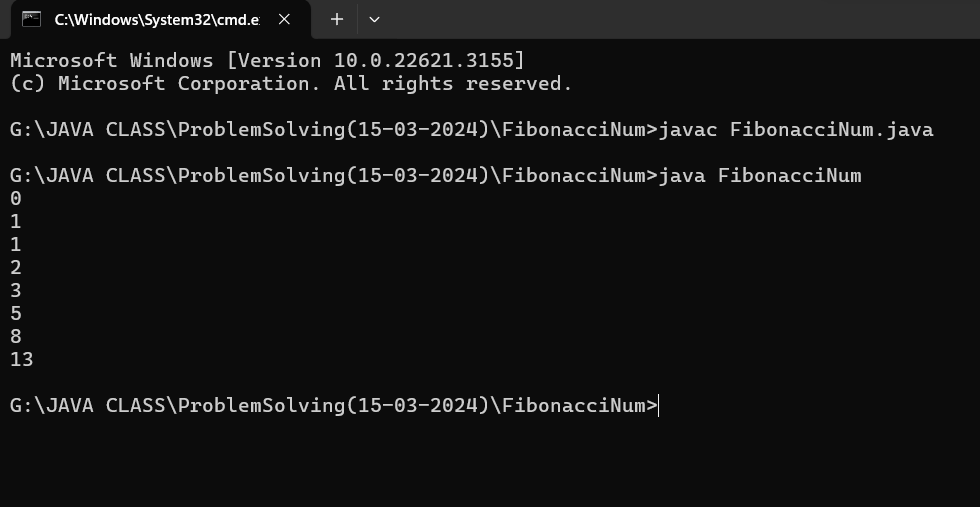 C:\Windows\System32\cmd.e
Microsoft Windows [Version 10.0.22621.3155]
(c) Microsoft Corporation. All rights reserved.
G:\JAVA CLASS\ProblemSolving(15-03-2024)\FibonacciNum>javac FibonacciNum.java
G:\JAVA CLASS\ProblemSolving(15-03-2024)\FibonacciNum>java FibonacciNum
0
1
1
2
3
5
8
13
G:\JAVA CLASS\ProblemSolving(15-03-2024)\FibonacciNum>